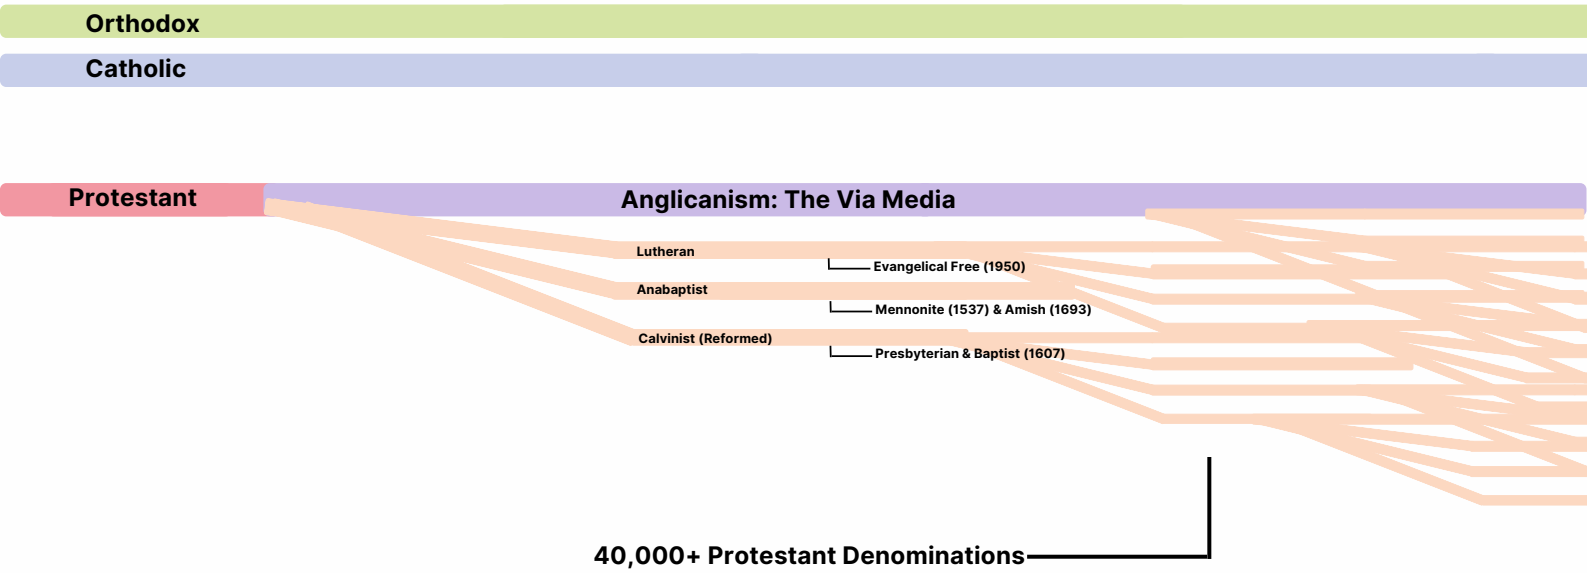 Orthodox
Catholic
Protestant
Anglicanism: The Via Media
Lutheran
Evangelical Free (1950)
Anabaptist
Mennonite (1537) & Amish (1693)
Calvinist (Reformed)
Presbyterian & Baptist (1607)
40,000+ Protestant Denominations